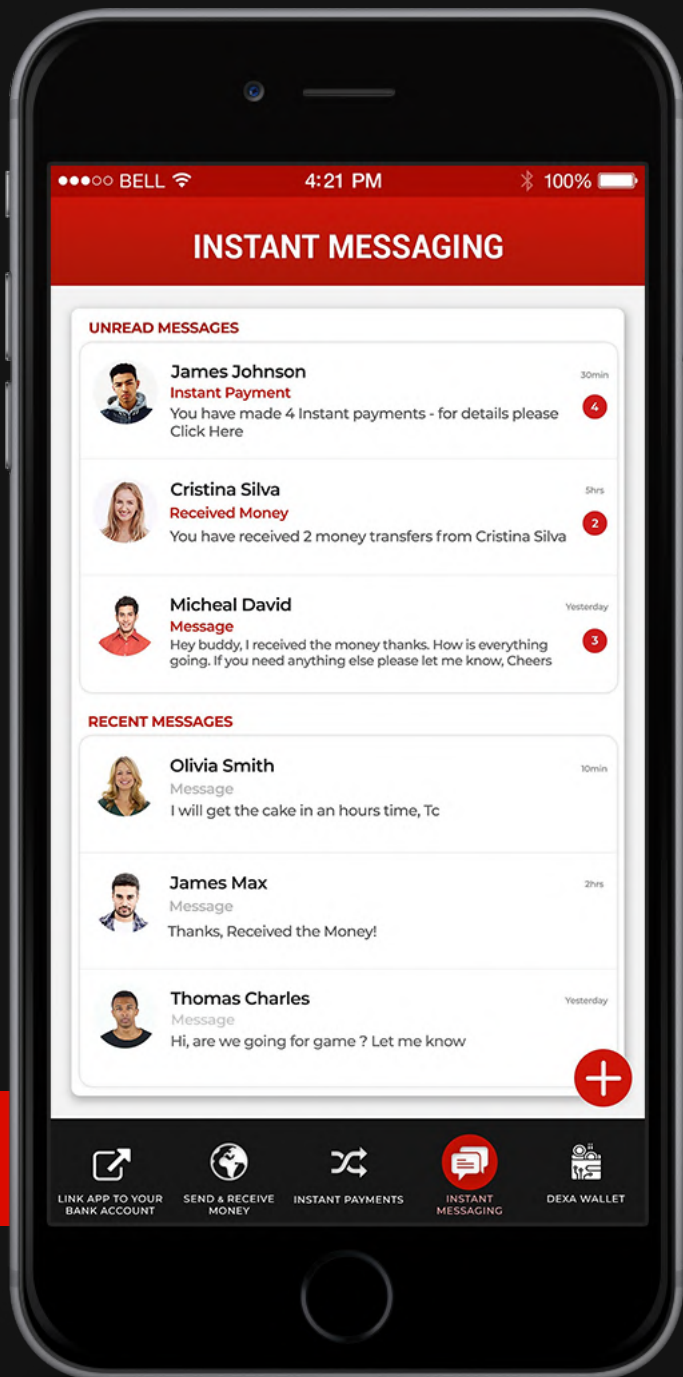 BELL 4:21 PM 100%
INSTANT MESSAGING
UNREAD MESSAGES
James Johnson 30min
Instant Payment
You have made 4 Instant payments - for details please 4
Click Here
Cristina Silva 5hrs
Received Money 2
You have received 2 money transfers from Cristina Silva
Micheal David Yesterday
Message
Hey buddy, I received the money thanks. How is everything 3
going. If you need anything else please let me know, Cheers
RECENT MESSAGES
Olivia Smith 10min
Message
I will get the cake in an hours time, Tc
James Max 2hrs
Message
Thanks, Received the Money!
Thomas Charles Yesterday
Message
Hi, are we going for game ? Let me know
LINK APP TO YOUR
BANK ACCOUNT
SEND & RECEIVE
MONEY
INSTANT PAYMENTS
INSTANT
MESSAGING
DEXA WALLET